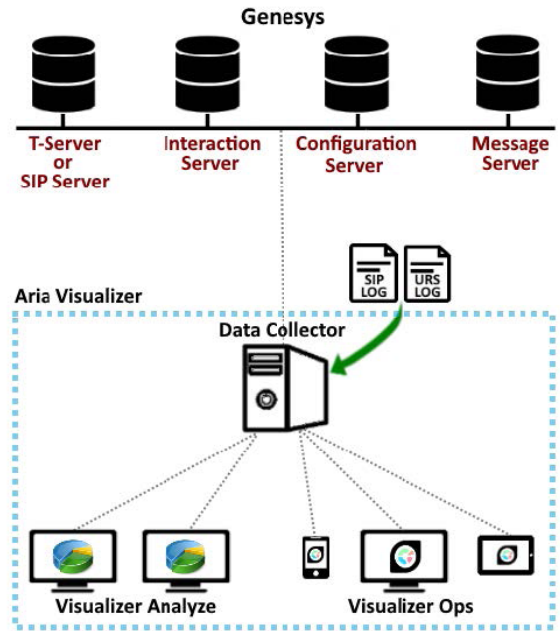 Genesys
T-Server
or
SIP Server
Interaction
Server
Configuration
Server
Message
Server
SIP
LOG
URS
LOG
Aria Visualizer
Data Collector
Visualizer Analyze
Visualizer Ops